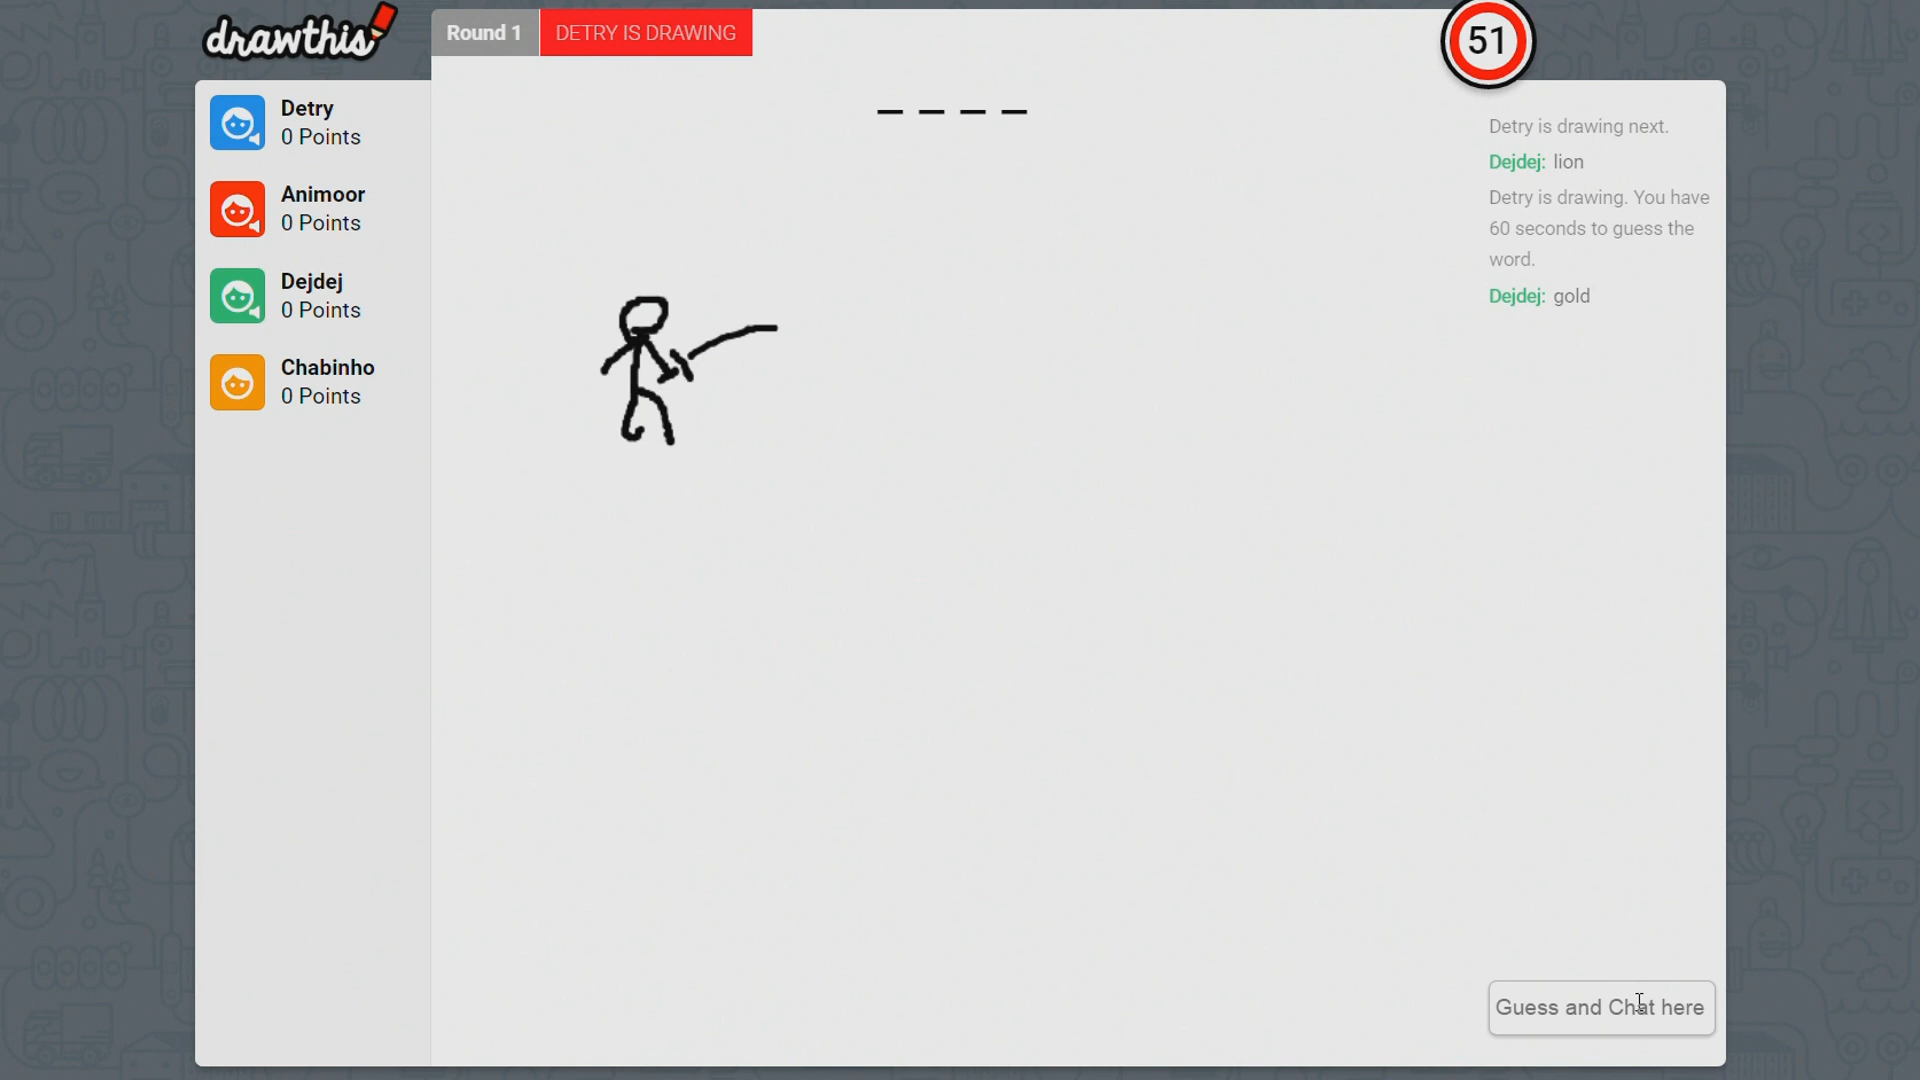 drawthis
Round 1
DETRY IS DRAWING
51
Detry
0 Points
Animoor
0 Points
Dejdej
0 Points
Chabinho
0 Points
Detry is drawing next.
Dejdej: lion
Detry is drawing. You have
60 seconds to guess the
word.
Dejdej: gold
Guess and Chat here